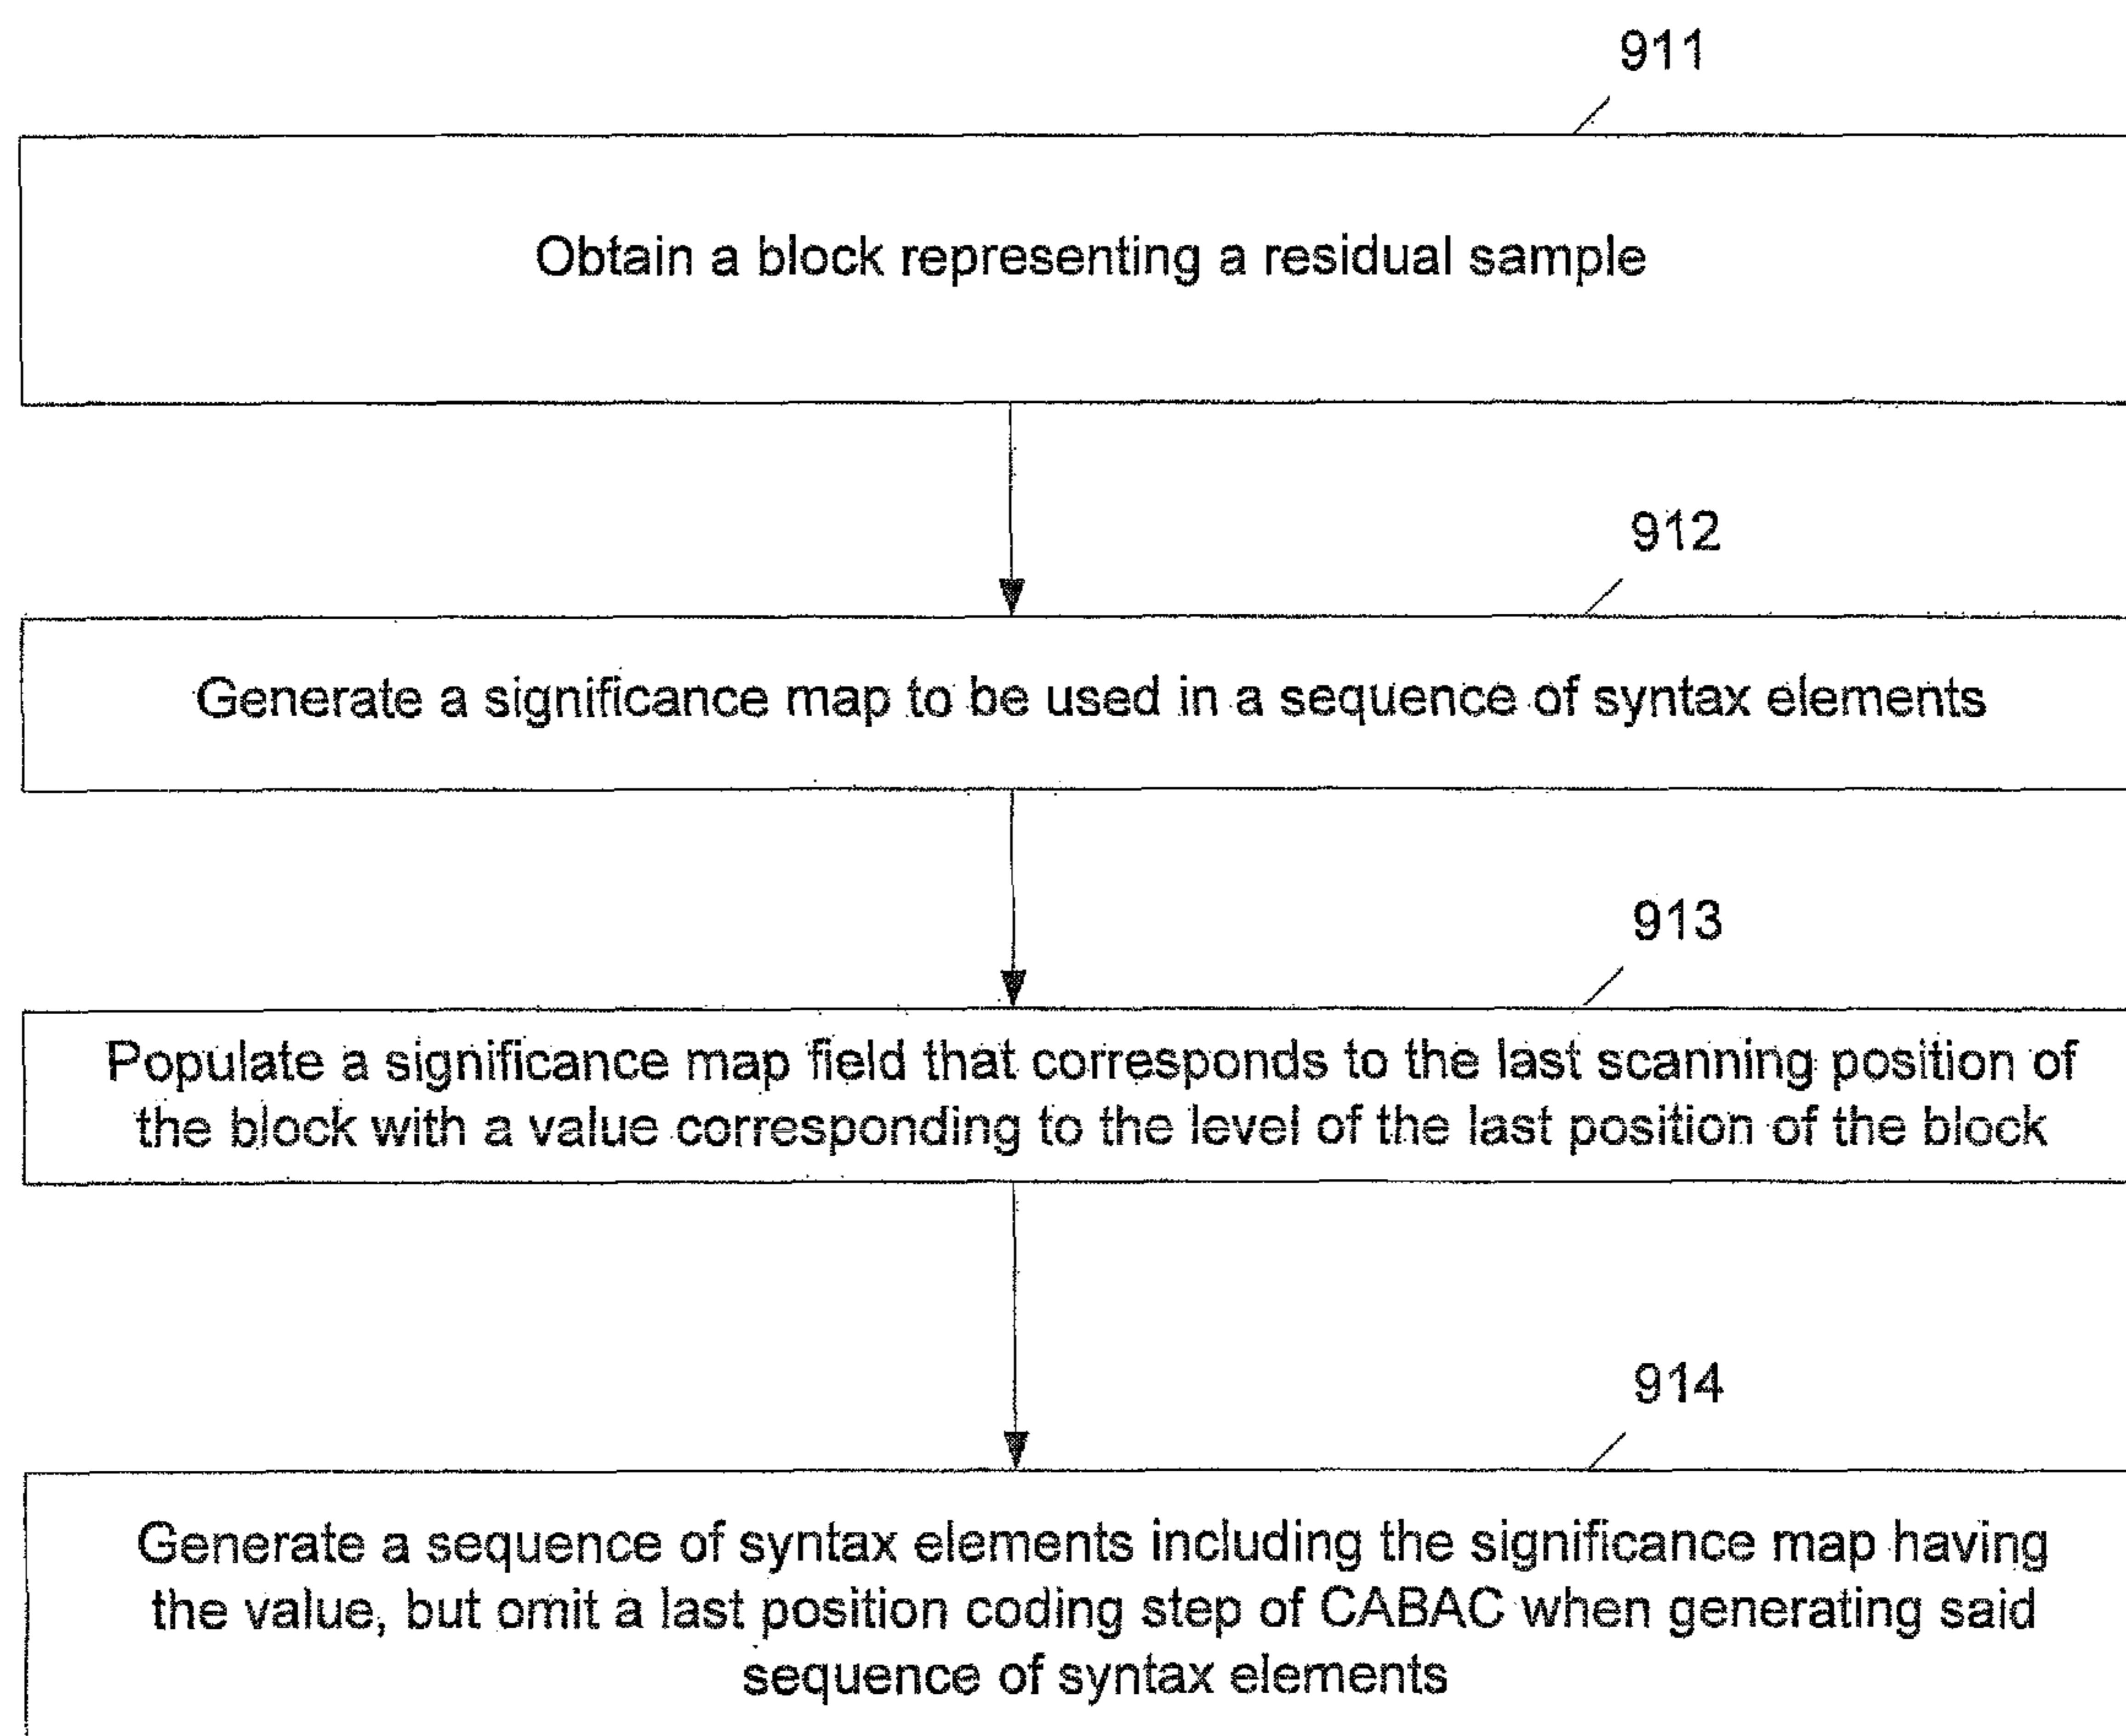 911
Obtain a block representing a residual sample
912
Generate a significance map to be used in a sequence of syntax elements
913
Populate a significance map field that corresponds to the last scanning position of
the block with a value corresponding to the level of the last position of the block
914
Generate a sequence of syntax elements including the significance map having
the value, but omit a last position coding step of CABAC when generating said
sequence of syntax elements